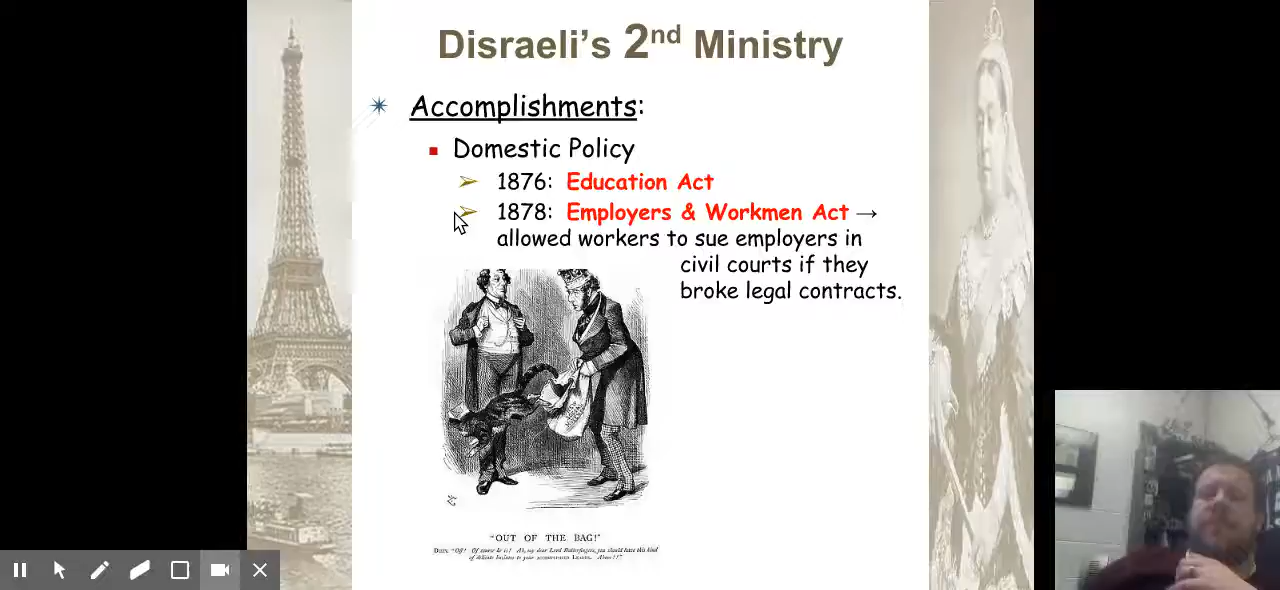 Disraeli's 2nd Ministry
Accomplishments:
Domestic Policy
1876: Education Act
1878: Employers & Workmen Act →
allowed workers to sue employers in
civil courts if they
broke legal contracts.
"OUT OF THE BAG!"
of